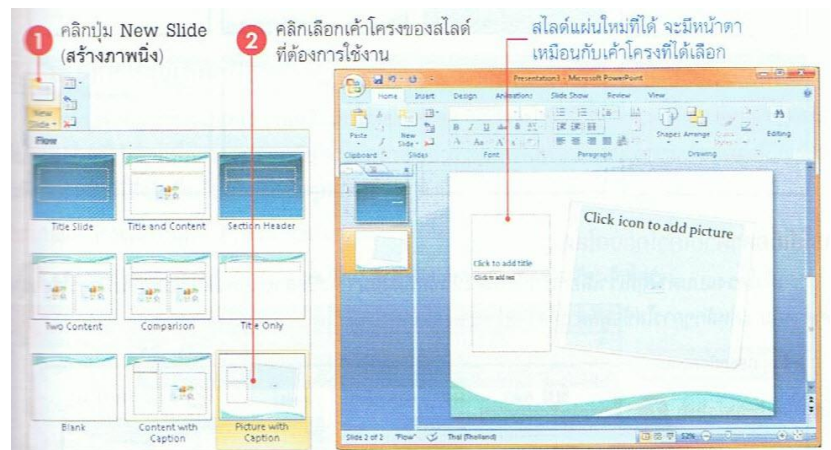 1 คลิกปุ่ม New Slide
(สร้างภาพนิ่ง)
2 คลิกเลือกเค้าโครงของสไลด์
ที่ต้องการใช้งาน
สไลด์แผ่นใหม่ที่ได้ จะมีหน้าตา
เหมือนกับเค้าโครงที่ได้เลือก
New
Slide
Flow
Title Slide
Title and Content
Section Header
Two Content
Comparison
Title Only
Blank
Content with
Caption
Picture with
Caption
Presentation1 - Microsoft PowerPoint
Home Insert Design Animations Slide Show Review View
Paste
New
Slide
Shapes Arrange Quick
Styles
Editing
Clipboard Slides Font Paragraph Drawing
Click icon to add picture
Click to add title
Click to add text
Slide 2 of 2 "Flow" Thai (Thailand) 52%